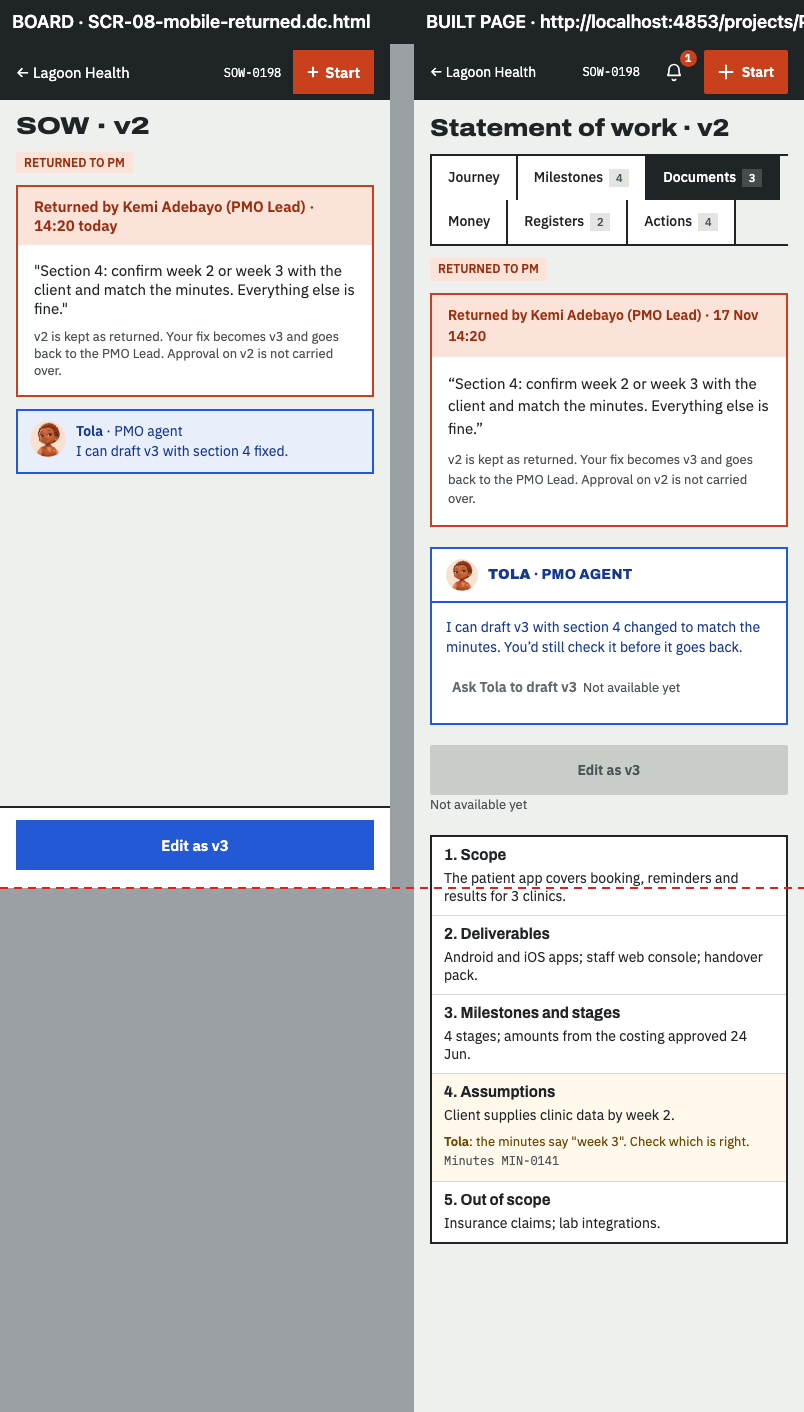 BOARD · SCR-08-mobile-returned.dc.html
← Lagoon Health
SOW-0198
+ Start
SOW · v2
RETURNED TO PM
Returned by Kemi Adebayo (PMO Lead) ·
14:20 today
"Section 4: confirm week 2 or week 3 with the
client and match the minutes. Everything else is
fine."
v2 is kept as returned. Your fix becomes v3 and goes
back to the PMO Lead. Approval on v2 is not carried
over.
Tola · PMO agent
I can draft v3 with section 4 fixed.
Edit as v3
BUILT PAGE · http://localhost:4853/projects/
← Lagoon Health
SOW-0198
1
+ Start
Statement of work · v2
Journey
Milestones 4
Documents 3
Money
Registers 2
Actions 4
RETURNED TO PM
Returned by Kemi Adebayo (PMO Lead) · 17 Nov
14:20
“Section 4: confirm week 2 or week 3 with the
client and match the minutes. Everything else is
fine.”
v2 is kept as returned. Your fix becomes v3 and goes
back to the PMO Lead. Approval on v2 is not carried
over.
TOLA · PMO AGENT
I can draft v3 with section 4 changed to match the
minutes. You’d still check it before it goes back.
Ask Tola to draft v3 Not available yet
Edit as v3
Not available yet
1. Scope
The patient app covers booking, reminders and
results for 3 clinics.
2. Deliverables
Android and iOS apps; staff web console; handover
pack.
3. Milestones and stages
4 stages; amounts from the costing approved 24
Jun.
4. Assumptions
Client supplies clinic data by week 2.
Tola: the minutes say "week 3". Check which is right.
Minutes MIN-0141
5. Out of scope
Insurance claims; lab integrations.